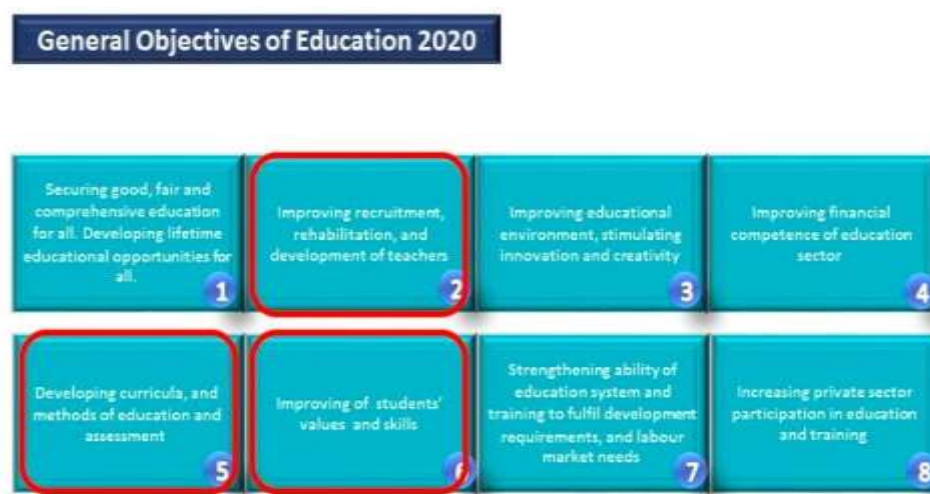 General Objectives of Education 2020
Securing good, fair and
comprehensive education
for all. Developing lifetime
educational opportunities for
all.
1
Improving recruitment,
rehabilitation, and
development of teachers
2
Improving educational
environment, stimulating
innovation and creativity
3
Improving financial
competence of education
sector
4
Developing curricula, and
methods of education and
assessment
5
Improving of students'
values and skills
6
Strengthening ability of
education system and
training to fulfil development
requirements, and labour
market needs
7
Increasing private sector
participation in education
and training
8